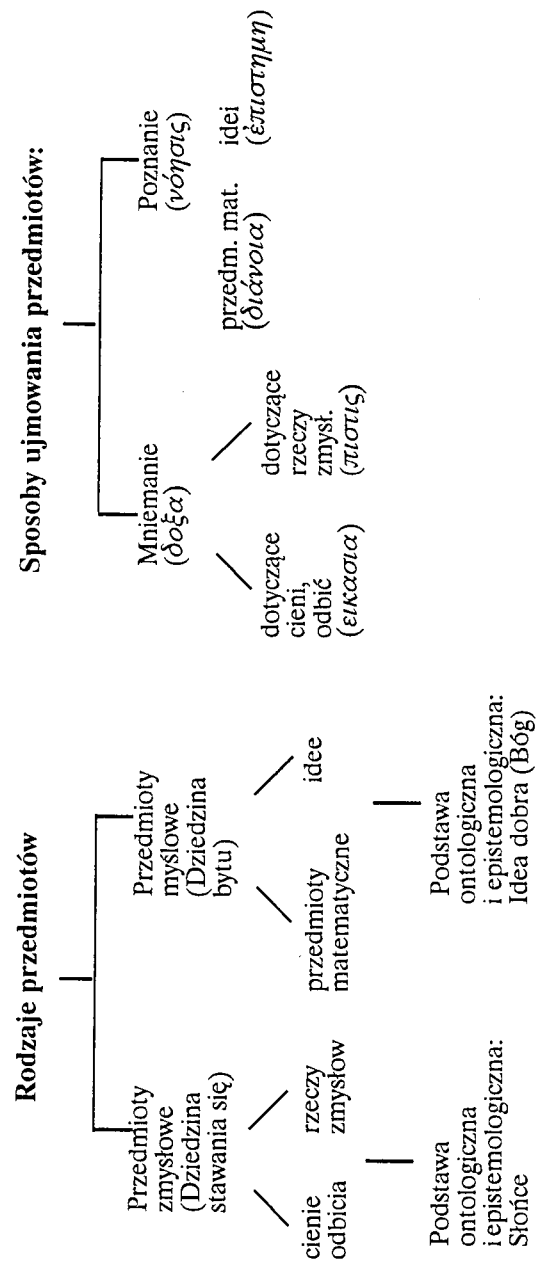 Rodzaje przedmiotów
Przedmioty
zmysłowe
(Dziedzina
stawania się)
cienie
odbicia
rzeczy
zmysłow
Podstawa
ontologiczna
i epistemologiczna:
Słońce
Przedmioty
myślowe
(Dziedzina
bytu)
przedmioty
matematyczne
idee
Podstawa
ontologiczna
i epistemologiczna:
Idea dobra (Bóg)
Sposoby ujmowania przedmiotów:
Mniemanie
(δοξα)
dotyczące
cieni,
odbić
(εικασια)
dotyczące
rzeczy
zmysł.
(πιστις)
Poznanie
(νόησις)
przedm. mat.
(διάνοια)
idei
(ἐπιστημη)